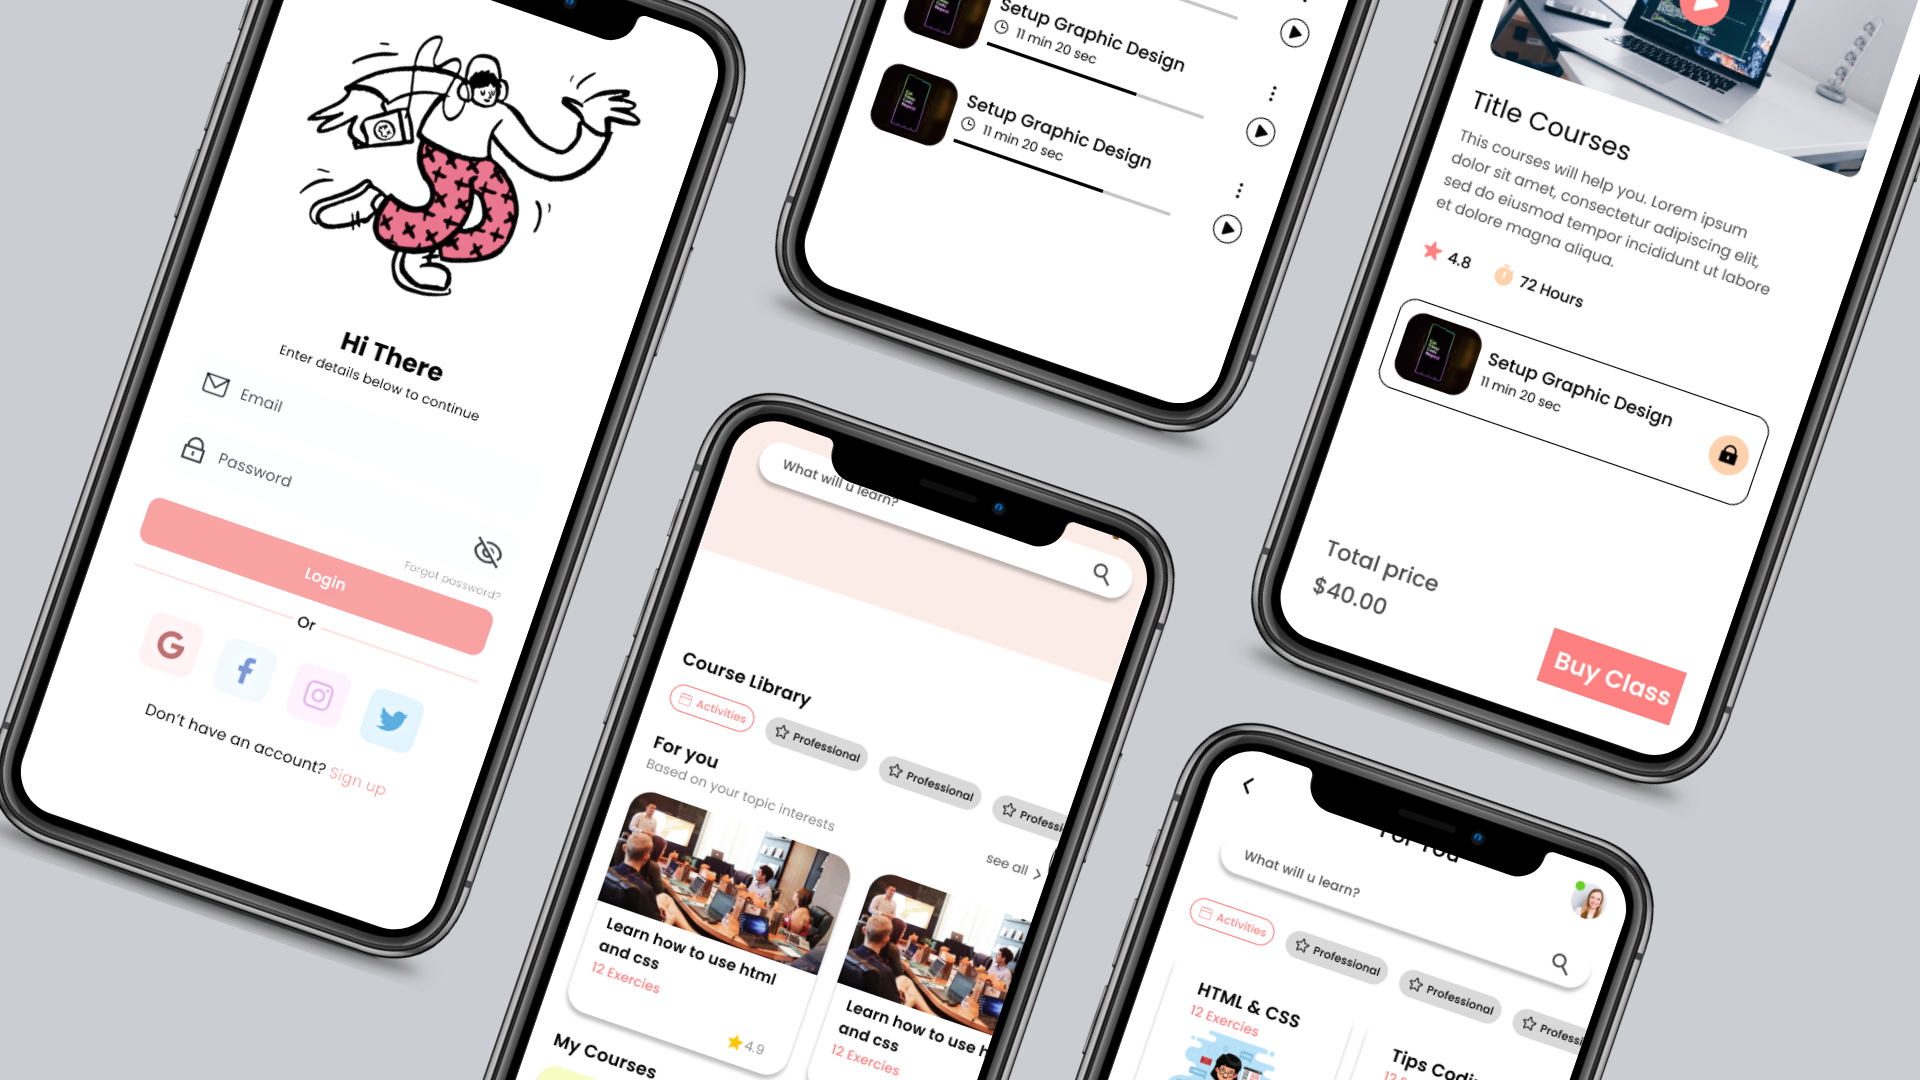 Hi There
Enter details below to continue
Email
Password
Forgot password?
Login
Or
Don't have an account? Sign up
Setup Graphic Design
11 min 20 sec
Setup Graphic Design
11 min 20 sec
Title Courses
This courses will help you. Lorem ipsum
dolor sit amet, consectetur adipiscing elit,
sed do eiusmod tempor incididunt ut labore
et dolore magna aliqua.
4.8
72 Hours
Setup Graphic Design
11 min 20 sec
Total price
$40.00
Buy Class
What will u learn?
Course Library
Activities
Professional
Professional
Professi
For you
Based on your topic interests
see all
Learn how to use html
and css
12 Exercies
4.9
Learn how to use h
and css
12 Exercies
My Courses
For You
What will u learn?
Activities
Professional
Professional
Professi
HTML & CSS
12 Exercies
Tips Codi
12